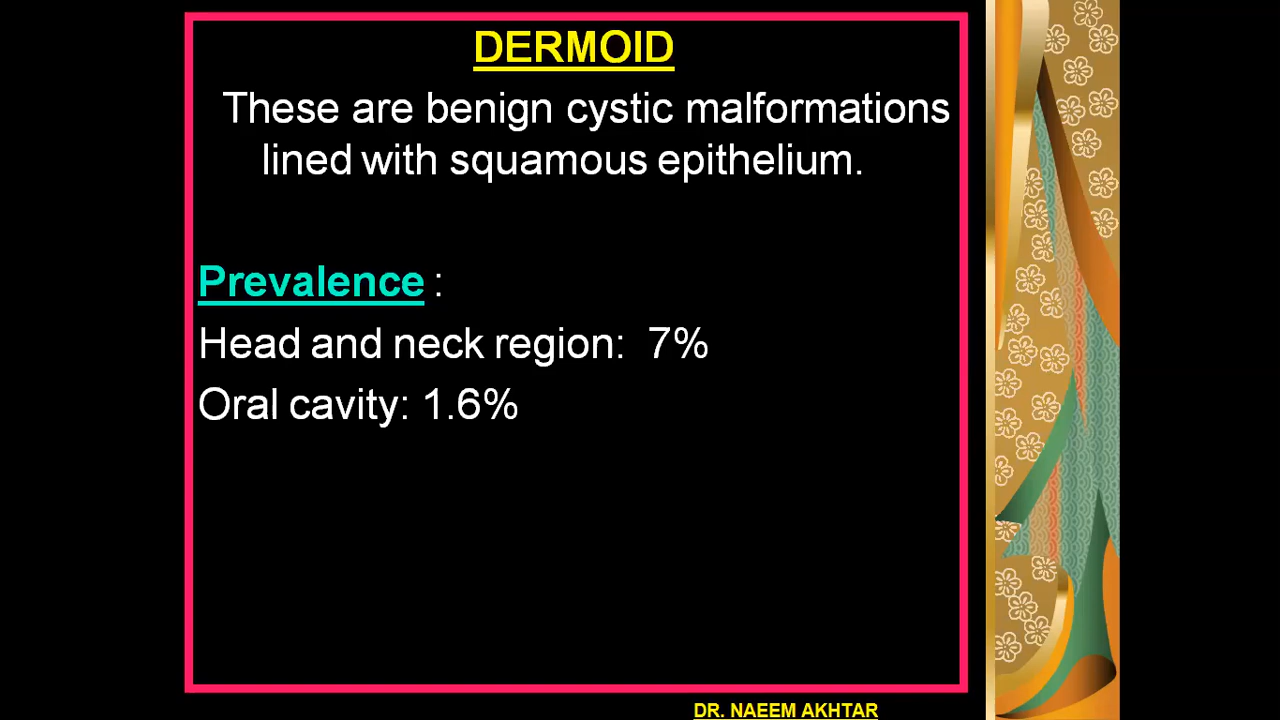 DERMOID
These are benign cystic malformations
lined with squamous epithelium.
Prevalence :
Head and neck region: 7%
Oral cavity: 1.6%
DR. NAEEM AKHTAR